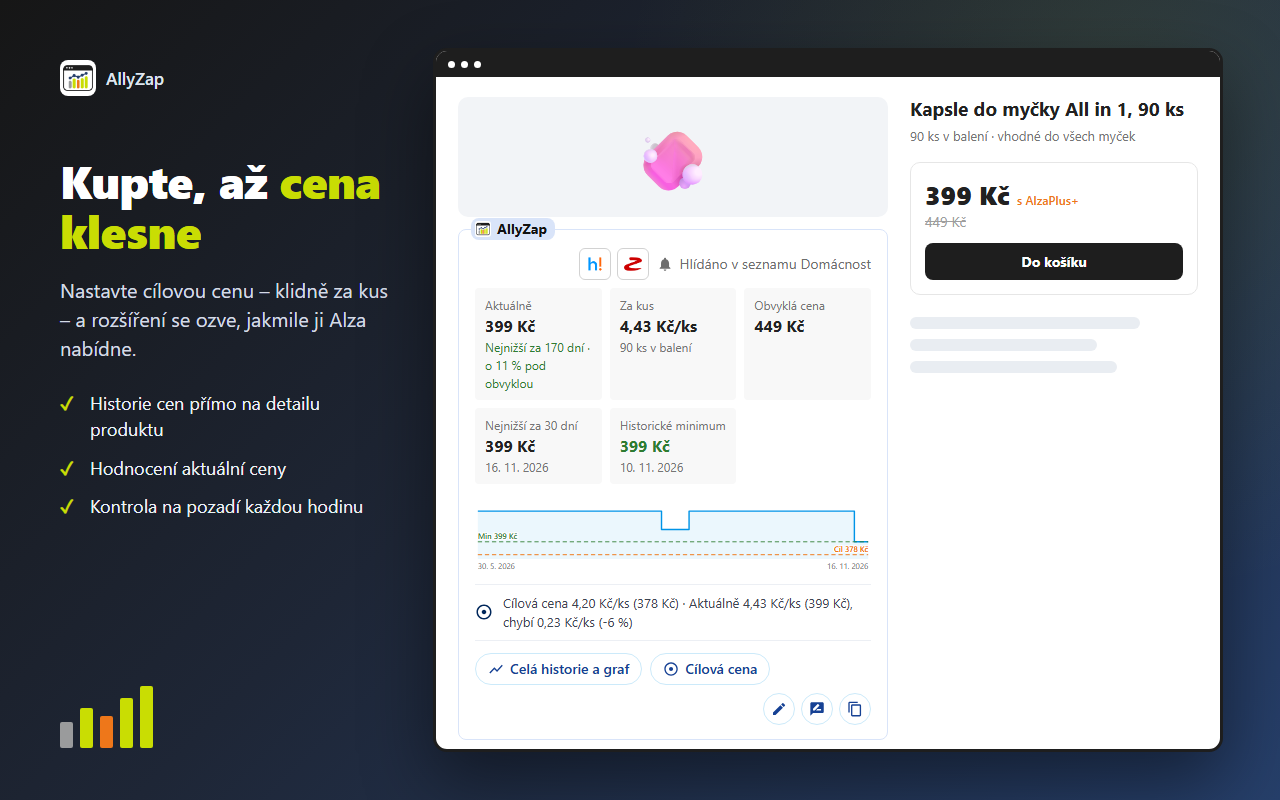 AllyZap
Kupte, až cena
klesne
Nastavte cílovou cenu – klidně za kus
– a rozšíření se ozve, jakmile ji Alza
nabídne.
✓ Historie cen přímo na detailu
produktu
✓ Hodnocení aktuální ceny
✓ Kontrola na pozadí každou hodinu
AllyZap
h!
Hlídáno v seznamu Domácnost
Aktuálně
399 Kč
Nejnižší za 170 dní ·
o 11 % pod
obvyklou
Za kus
4,43 Kč/ks
90 ks v balení
Obvyklá cena
449 Kč
Nejnižší za 30 dní
399 Kč
16. 11. 2026
Historické minimum
399 Kč
10. 11. 2026
Min 399 Kč
Cíl 378 Kč
30. 5. 2026
16. 11. 2026
Cílová cena 4,20 Kč/ks (378 Kč) · Aktuálně 4,43 Kč/ks (399 Kč),
chybí 0,23 Kč/ks (-6 %)
Celá historie a graf
Cílová cena
Kapsle do myčky All in 1, 90 ks
90 ks v balení · vhodné do všech myček
399 Kč s AlzaPlus+
449 Kč
Do košíku